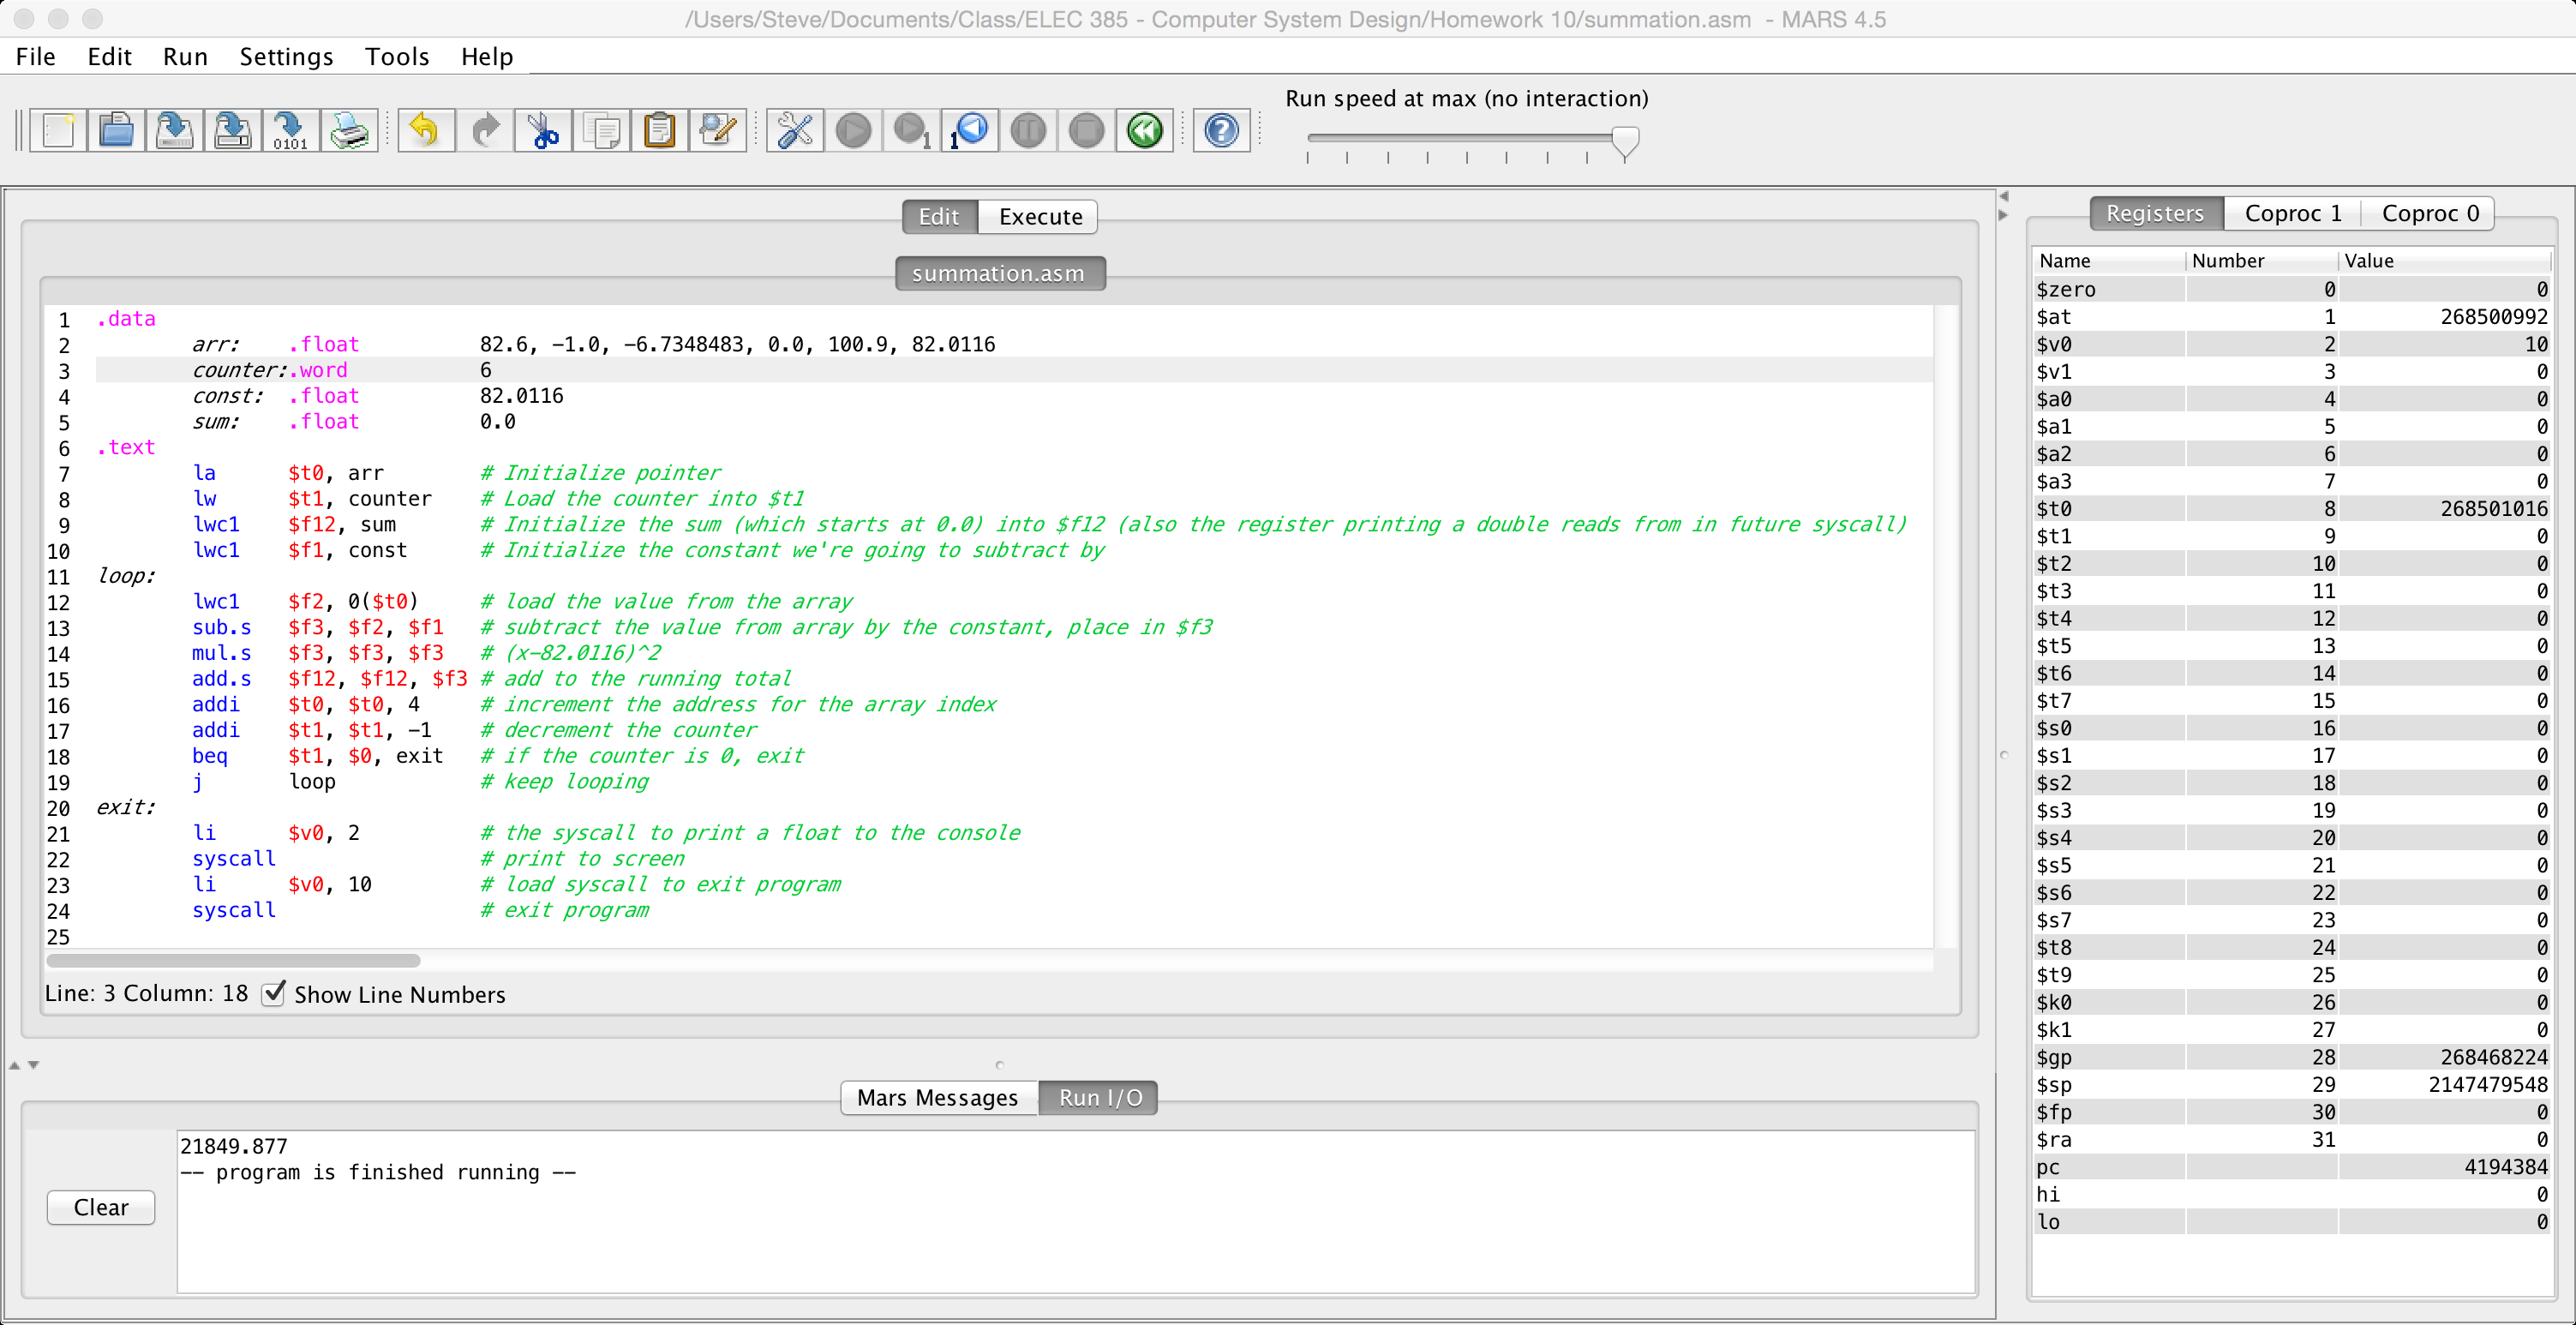 /Users/Steve/Documents/Class/ELEC 385 - Computer System Design/Homework 10/summation.asm - MARS 4.5
File Edit Run Settings Tools Help
Run speed at max (no interaction)
0101
1
1
Edit Execute
summation.asm
1 .data
2 arr: .float 82.6, -1.0, -6.7348483, 0.0, 100.9, 82.0116
3 counter:.word 6
4 const: .float 82.0116
5 sum: .float 0.0
6 .text
7 la $t0, arr # Initialize pointer
8 lw $t1, counter # Load the counter into $t1
9 lwc1 $f12, sum # Initialize the sum (which starts at 0.0) into $f12 (also the register printing a double reads from in future syscall)
10 lwc1 $f1, const # Initialize the constant we're going to subtract by
11 loop:
12 lwc1 $f2, 0($t0) # load the value from the array
13 sub.s $f3, $f2, $f1 # subtract the value from array by the constant, place in $f3
14 mul.s $f3, $f3, $f3 # (x-82.0116)^2
15 add.s $f12, $f12, $f3 # add to the running total
16 addi $t0, $t0, 4 # increment the address for the array index
17 addi $t1, $t1, -1 # decrement the counter
18 beq $t1, $0, exit # if the counter is 0, exit
19 j loop # keep looping
20 exit:
21 li $v0, 2 # the syscall to print a float to the console
22 syscall # print to screen
23 li $v0, 10 # load syscall to exit program
24 syscall # exit program
25
Line: 3 Column: 18 Show Line Numbers
Mars Messages Run I/O
21849.877
-- program is finished running --
Clear
Registers Coproc 1 Coproc 0
Name Number Value
$zero 0 0
$at 1 268500992
$v0 2 10
$v1 3 0
$a0 4 0
$a1 5 0
$a2 6 0
$a3 7 0
$t0 8 268501016
$t1 9 0
$t2 10 0
$t3 11 0
$t4 12 0
$t5 13 0
$t6 14 0
$t7 15 0
$s0 16 0
$s1 17 0
$s2 18 0
$s3 19 0
$s4 20 0
$s5 21 0
$s6 22 0
$s7 23 0
$t8 24 0
$t9 25 0
$k0 26 0
$k1 27 0
$gp 28 268468224
$sp 29 2147479548
$fp 30 0
$ra 31 0
pc 4194384
hi 0
lo 0